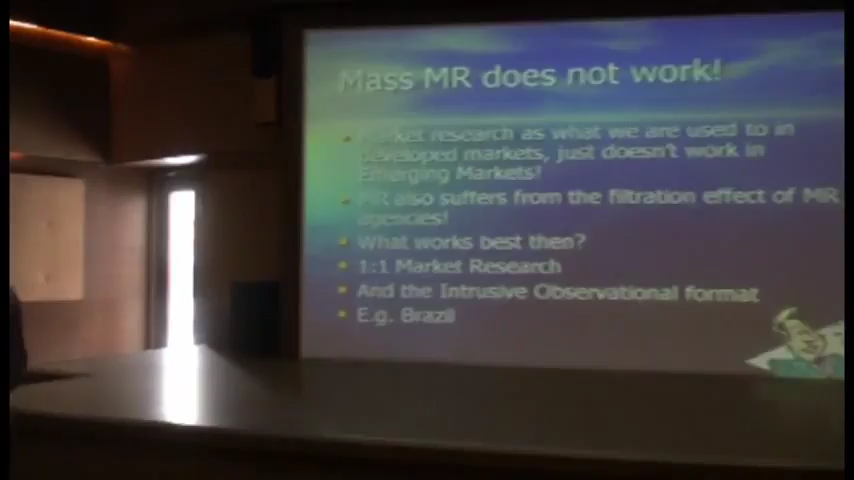 Mass MR does not work!
Market research as what we are used to in
developed markets, just doesn't work in
Emerging Markets!
MR also suffers from the filtration effect of MR
agencies!
What works best then?
1:1 Market Research
And the Intrusive Observational format
E.g. Brazil